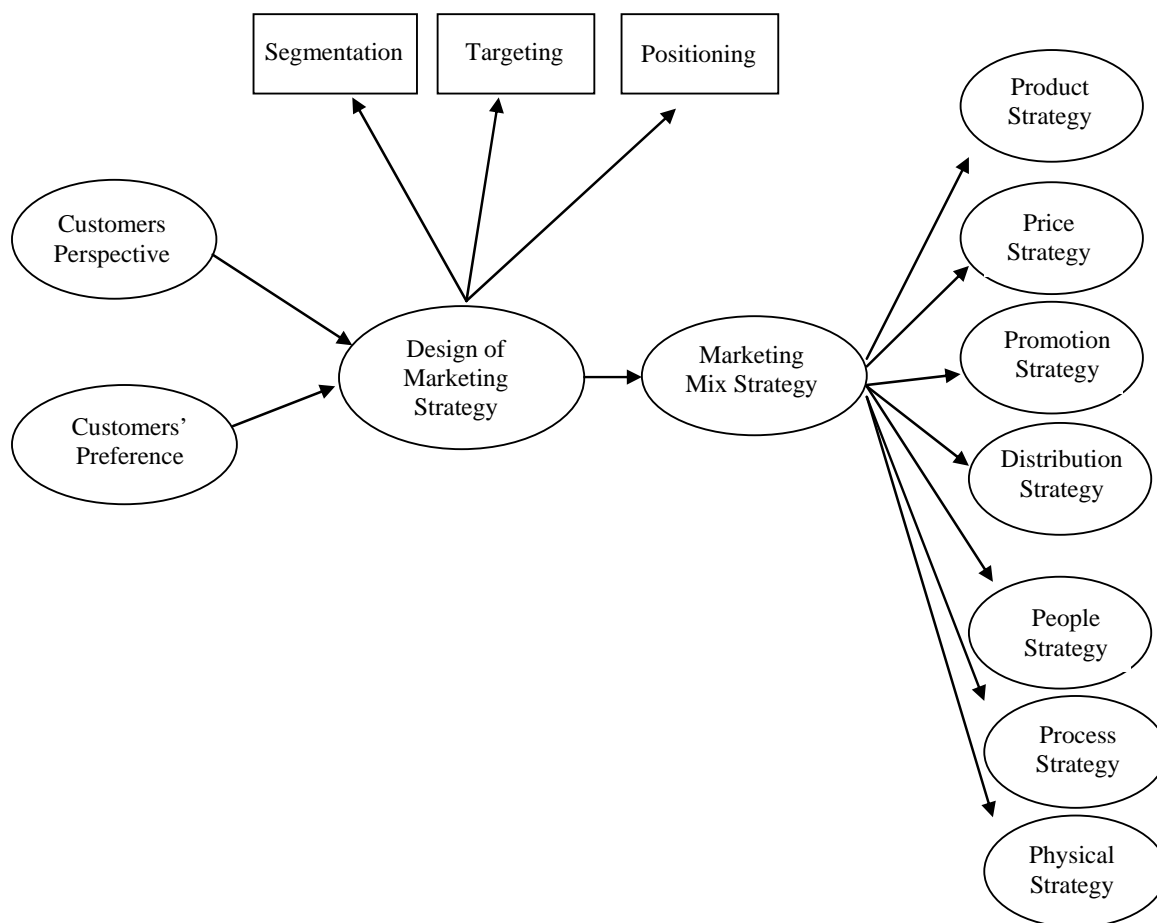 Segmentation
Targeting
Positioning
Product
Strategy
Customers
Perspective
Price
Strategy
Design of
Marketing
Strategy
Marketing
Mix Strategy
Promotion
Strategy
Customers’
Preference
Distribution
Strategy
People
Strategy
Process
Strategy
Physical
Strategy